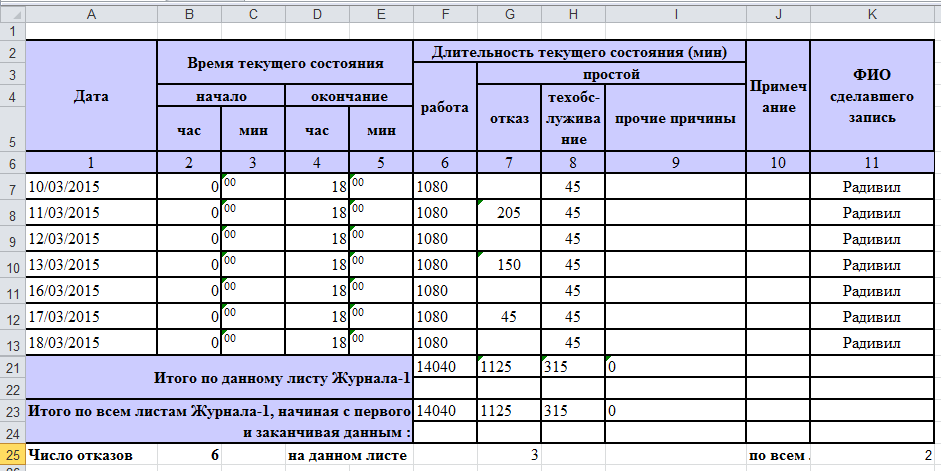 A B C D E F G H I J K
1
2 Время текущего состояния Длительность текущего состояния (мин)
3 простой
4 Дата начало окончание работа отказ техобс-лужива ние прочие причины Примеч ание ФИО сделавшего запись
5 час мин час мин
6 1 2 3 4 5 6 7 8 9 10 11
7 10/03/2015 0 00 18 00 1080 45 Радивил
8 11/03/2015 0 00 18 00 1080 205 45 Радивил
9 12/03/2015 0 00 18 00 1080 45 Радивил
10 13/03/2015 0 00 18 00 1080 150 45 Радивил
11 16/03/2015 0 00 18 00 1080 45 Радивил
12 17/03/2015 0 00 18 00 1080 45 45 Радивил
13 18/03/2015 0 00 18 00 1080 45 Радивил
21 Итого по данному листу Журнала-1 14040 1125 315 0
22
23 Итого по всем листам Журнала-1, начиная с первого 14040 1125 315 0
24 и заканчивая данным :
25 Число отказов 6 на данном листе 3 по всем . 2